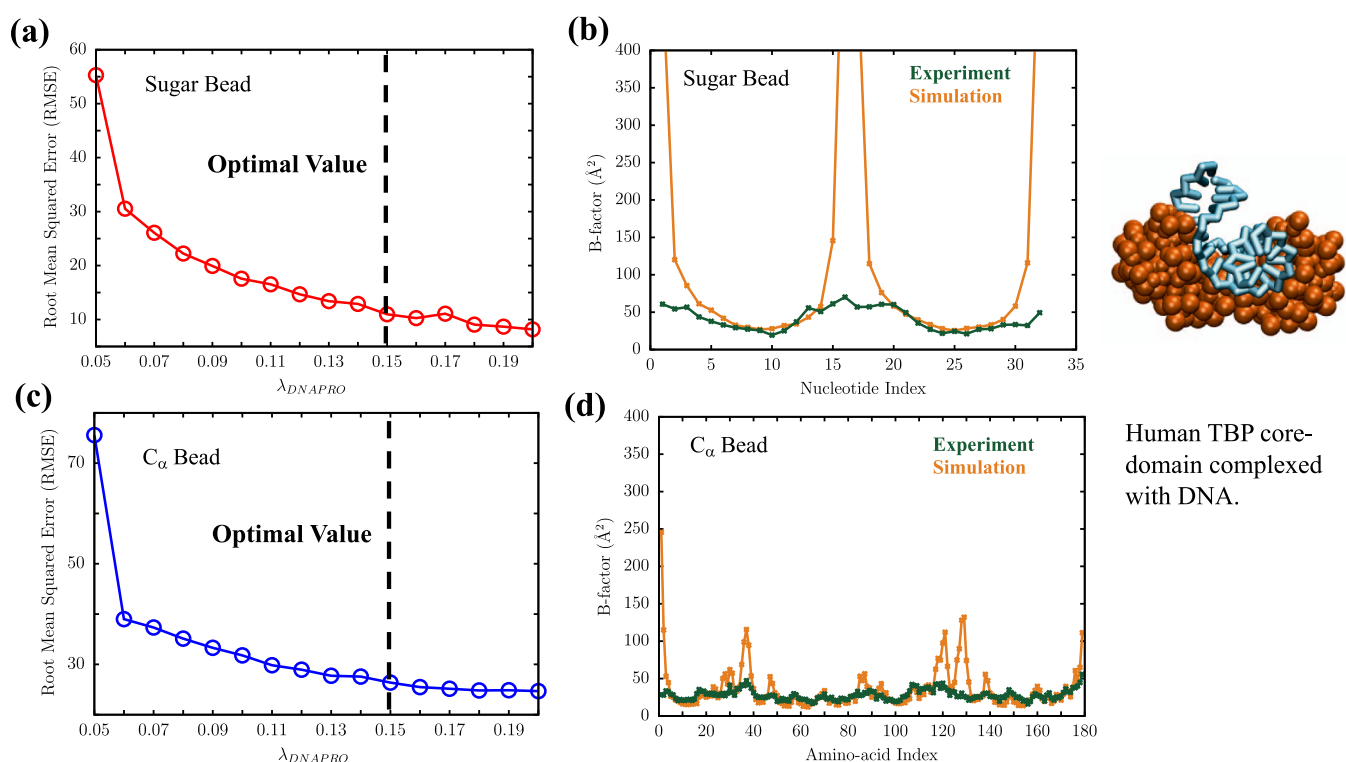 (a)
Root Mean Squared Error (RMSE)
60
50
40
30
20
10
Sugar Bead
Optimal Value
0.05 0.07 0.09 0.11 0.13 0.15 0.17 0.19
λDNAPRO
(b)
B-factor (Å²)
400
350
300
250
200
150
100
50
0
Sugar Bead
Experiment
Simulation
0 5 10 15 20 25 30 35
Nucleotide Index
(c)
Root Mean Squared Error (RMSE)
70
50
30
Cα Bead
Optimal Value
0.05 0.07 0.09 0.11 0.13 0.15 0.17 0.19
λDNAPRO
(d)
B-factor (Å²)
400
350
300
250
200
150
100
50
0
Cα Bead
Experiment
Simulation
0 20 40 60 80 100 120 140 160 180
Amino-acid Index
Human TBP core-
domain complexed
with DNA.